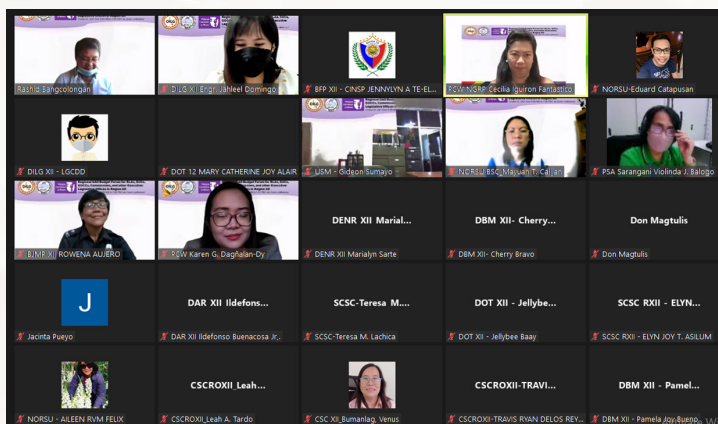 Rashid Bangcolongan
DILG XII Engr. Jahleel Domingo
BFP XII - CINSP JENNYLYN A TE-EL...
PCW NGRP Cecilia Iguiron Fantastico
NORSU-Eduard Catapusan
DILG XII - LGCDD
DOT 12 MARY CATHERINE JOY ALAIR
USM - Gideon Sumayo
NORSU BSC_Mayuan T. Calijan
PSA Sarangani Violinda J. Balogo
BJMP XII ROWENA AUJERO
PCW Karen G. Dagñalan-Dy
DENR XII Marial...
DENR XII Marialyn Sarte
DBM XII- Cherry...
DBM XII- Cherry Bravo
Don Magtulis
Don Magtulis
J
Jacinta Pueyo
DAR XII Ildefons...
DAR XII Ildefonso Buenacosa Jr,.
SCSC-Teresa M....
SCSC-Teresa M. Lachica
DOT XII - Jellybe...
DOT XII - Jellybee Baay
SCSC RXII - ELYN...
SCSC RXII - ELYN JOY T. ASILUM
NORSU - AILEEN RVM FELIX
CSCROXII_Leah...
CSCROXII_Leah A. Tardo
CSC XII_Bumanlag, Venus
CSCROXII-TRAVI...
CSCROXII-TRAVIS RYAN DELOS REY...
DBM XII - Pamel...
DBM XII - Pamela Joy Bueno